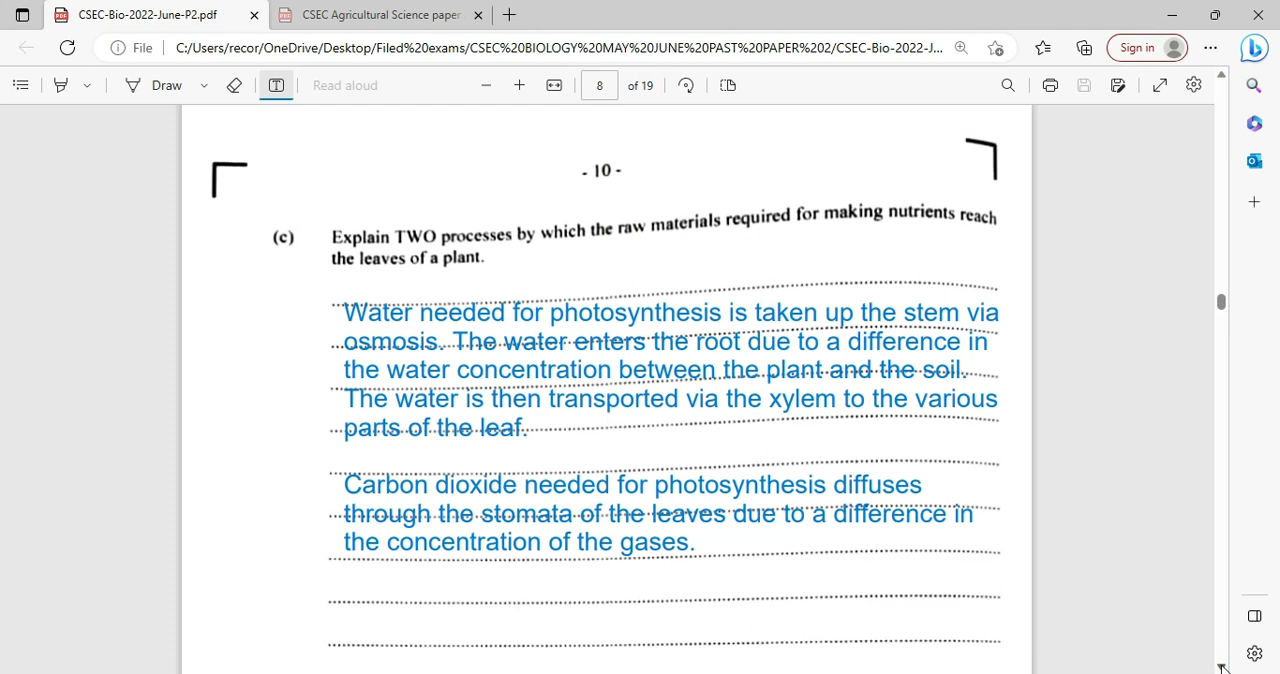 CSEC-Bio-2022-June-P2.pdf
CSEC Agricultural Science paper
File
C:/Users/recor/OneDrive/Desktop/Filed%20exams/CSEC%20BIOLOGY%20MAY%20JUNE%20PAST%20PAPER%202/CSEC-Bio-2022-J...
Sign in
Draw
Read aloud
8 of 19
- 10 -
(c) Explain TWO processes by which the raw materials required for making nutrients reach
the leaves of a plant.
Water needed for photosynthesis is taken up the stem via
osmosis. The water enters the root due to a difference in
the water concentration between the plant and the soil.
The water is then transported via the xylem to the various
parts of the leaf.
Carbon dioxide needed for photosynthesis diffuses
through the stomata of the leaves due to a difference in
the concentration of the gases.